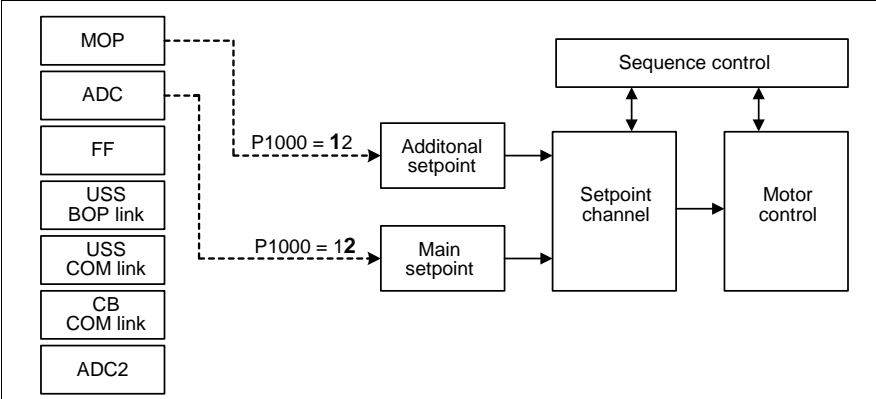 MOP
ADC
FF
USS
BOP link
USS
COM link
CB
COM link
ADC2
P1000 = 12
P1000 = 12
Additonal
setpoint
Main
setpoint
Sequence control
Setpoint
channel
Motor
control